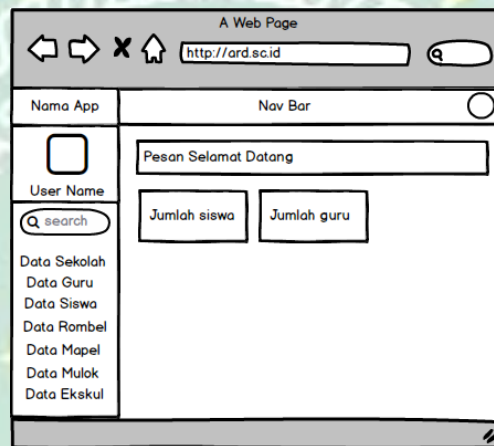 A Web Page
http://ard.sc.id
Nama App
Nav Bar
User Name
search
Data Sekolah
Data Guru
Data Siswa
Data Rombel
Data Mapel
Data Mulok
Data Ekskul
Pesan Selamat Datang
Jumlah siswa
Jumlah guru